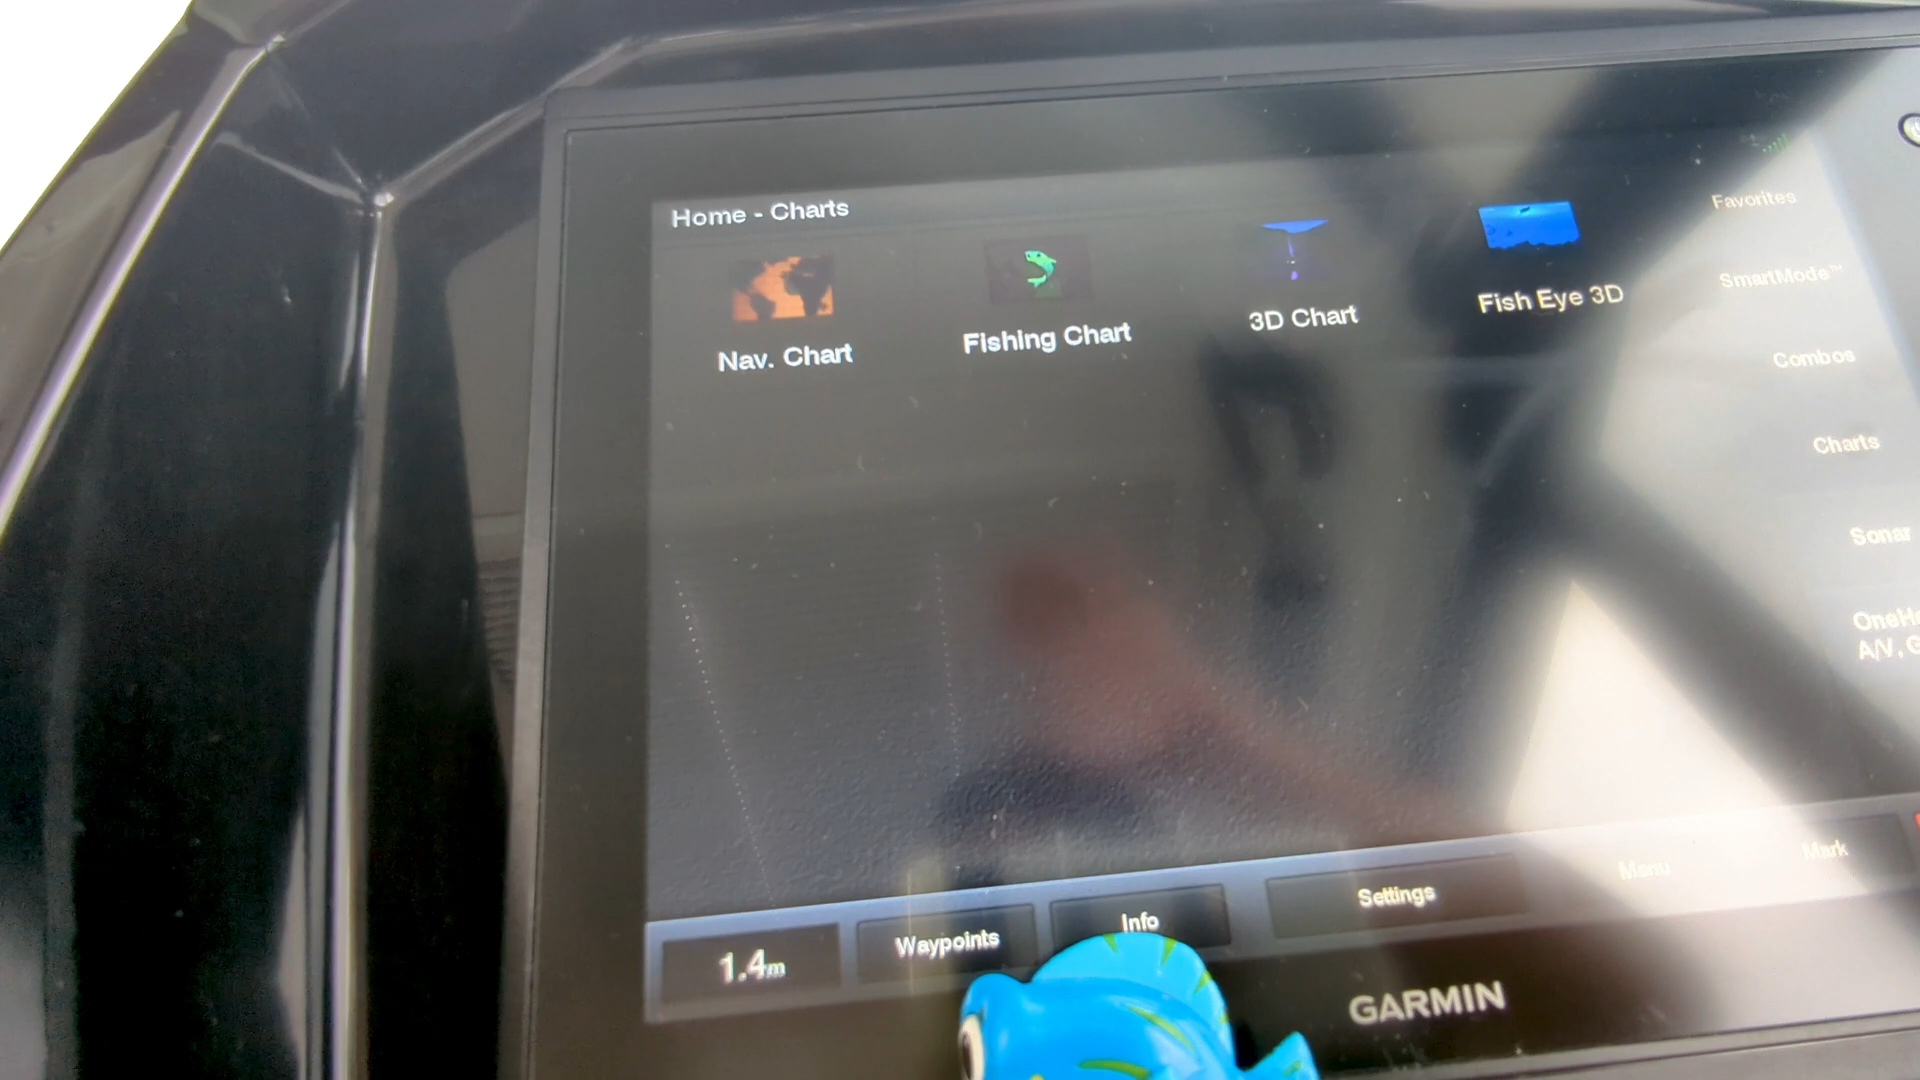 Home - Charts
Nav. Chart
Fishing Chart
3D Chart
Fish Eye 3D
Favorites
SmartMode™
Combos
Charts
Sonar
A/V, G
1.4m
Waypoints
Info
Settings
Menu
Mark
GARMIN